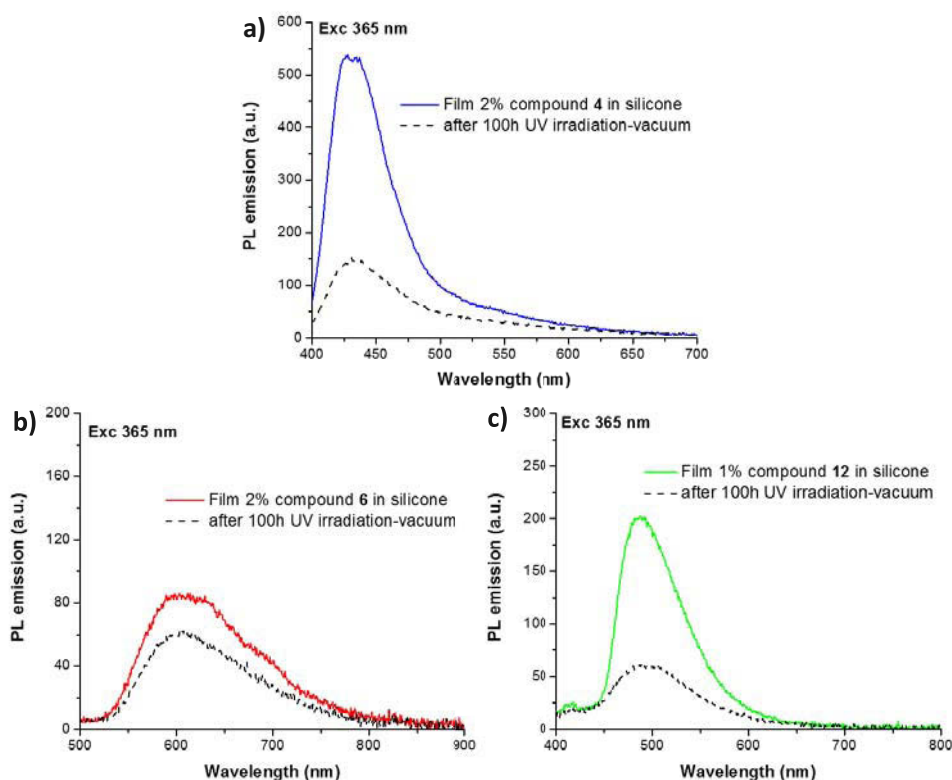 a)
Exc 365 nm
Film 2% compound 4 in silicone
after 100h UV irradiation-vacuum
PL emission (a.u.)
600
500
400
300
200
100
0
400 450 500 550 600 650 700
Wavelength (nm)
b)
Exc 365 nm
Film 2% compound 6 in silicone
after 100h UV irradiation-vacuum
PL emission (a.u.)
200
160
120
80
40
0
500 600 700 800 900
Wavelength (nm)
c)
Exc 365 nm
Film 1% compound 12 in silicone
after 100h UV irradiation-vacuum
PL emission (a.u.)
300
250
200
150
100
50
0
400 500 600 700 800
Wavelength (nm)